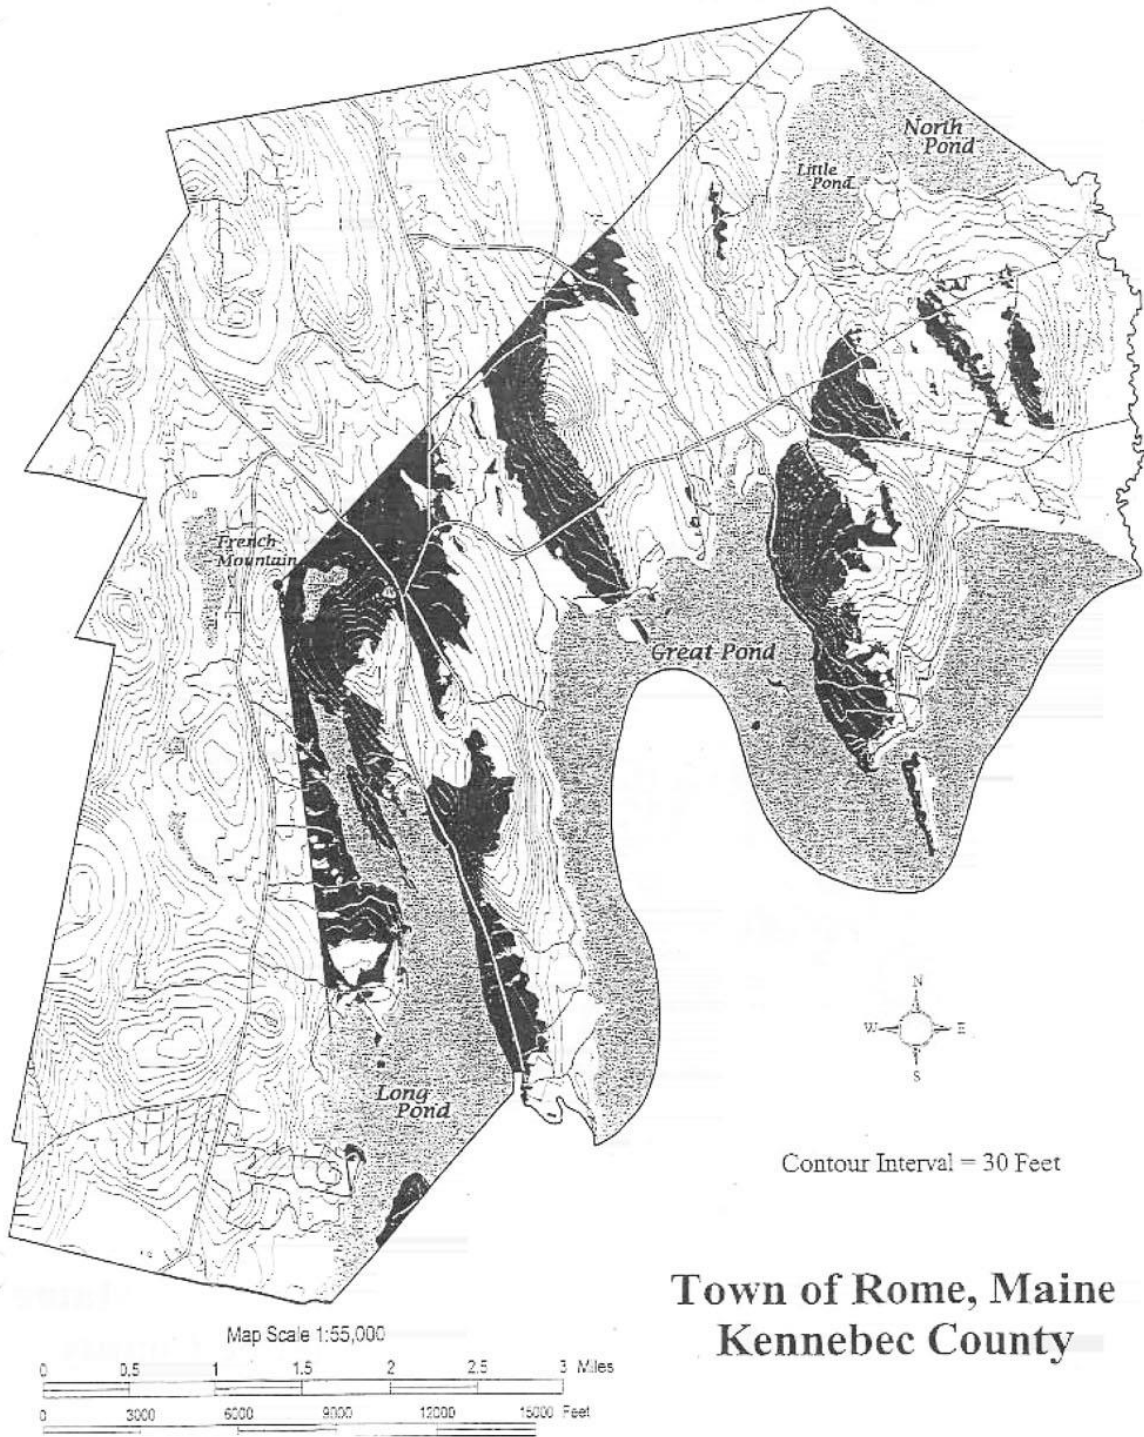 North
Pond
Little
Pond
French
Mountain
Great Pond
N
W E
S
Long
Pond
Contour Interval = 30 Feet
Town of Rome, Maine
Kennebec County
Map Scale 1:55,000
0 0.5 1 1.5 2 2.5 3 Miles
0 3000 6000 9000 12000 15000 Feet